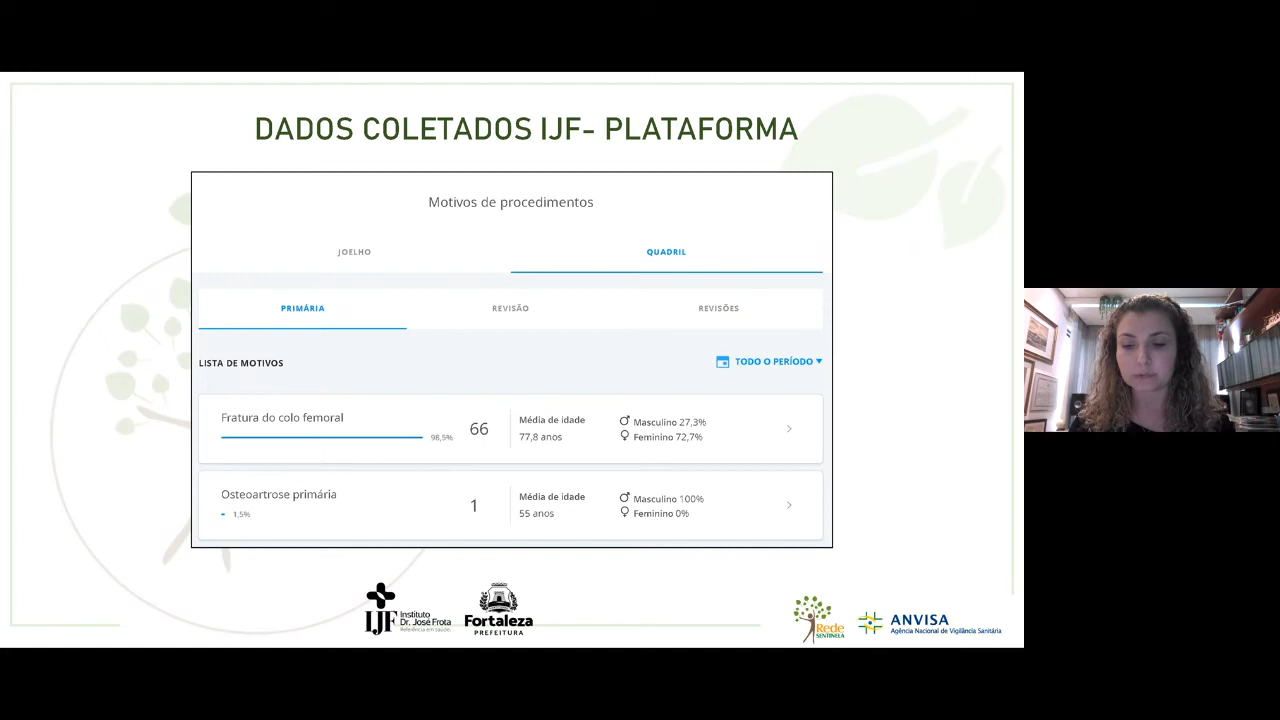 DADOS COLETADOS IJF- PLATAFORMA
Motivos de procedimentos
JOELHO
QUADRIL
PRIMÁRIA
REVISÃO
REVISÕES
LISTA DE MOTIVOS
TODO O PERÍODO
Fratura do colo femoral
98,5%
66
Média de idade
77,8 anos
Masculino 27,3%
Feminino 72,7%
Osteoartrose primária
1,5%
1
Média de idade
55 anos
Masculino 100%
Feminino 0%
IJF
Instituto
Dr. José Frota
Referência em saúde
Fortaleza
PREFEITURA
Rede
SENTINELA
ANVISA
Agência Nacional de Vigilância Sanitária